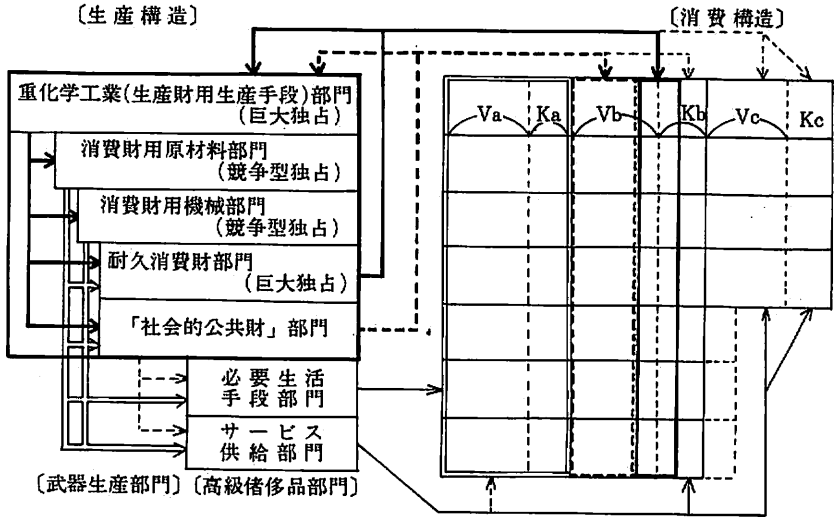 〔生産構造〕
〔消費構造〕
重化学工業(生産財用生産手段)部門
(巨大独占)
消費財用原材料部門
(競争型独占)
消費財用機械部門
(競争型独占)
耐久消費財部門
(巨大独占)
「社会的公共財」部門
必要生活
手段部門
サービス
供給部門
〔武器生産部門〕〔高級偖侈品部門〕
Va Ka Vb Kb Vc Kc